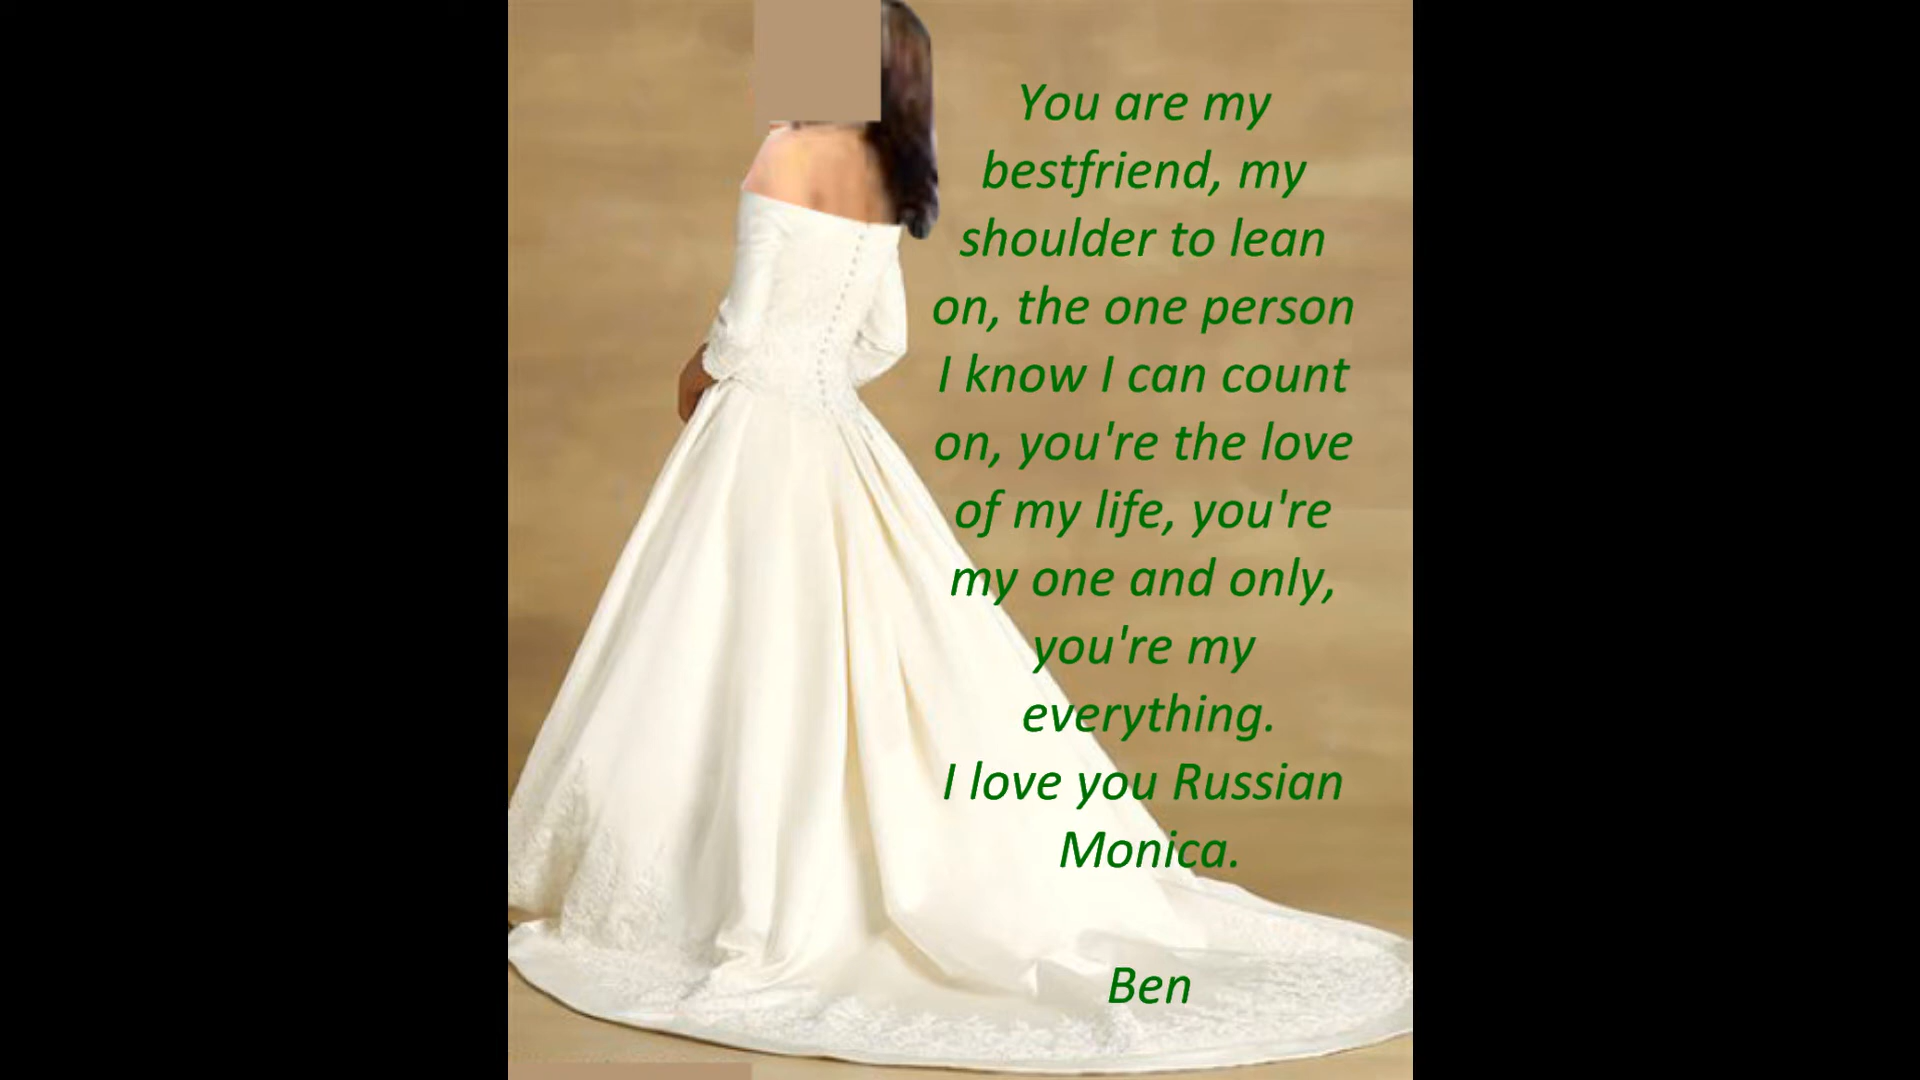 You are my
bestfriend, my
shoulder to lean
on, the one person
I know I can count
on, you're the love
of my life, you're
my one and only,
you're my
everything.
I love you Russian
Monica.
Ben